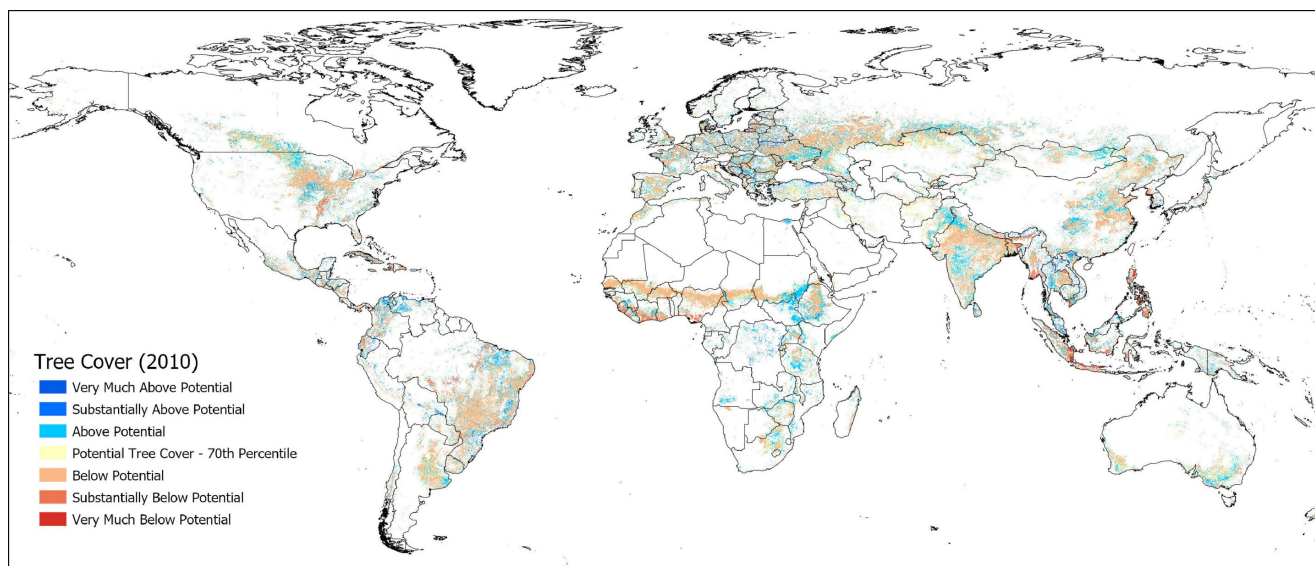 Tree Cover (2010)
Very Much Above Potential
Substantially Above Potential
Above Potential
Potential Tree Cover - 70th Percentile
Below Potential
Substantially Below Potential
Very Much Below Potential